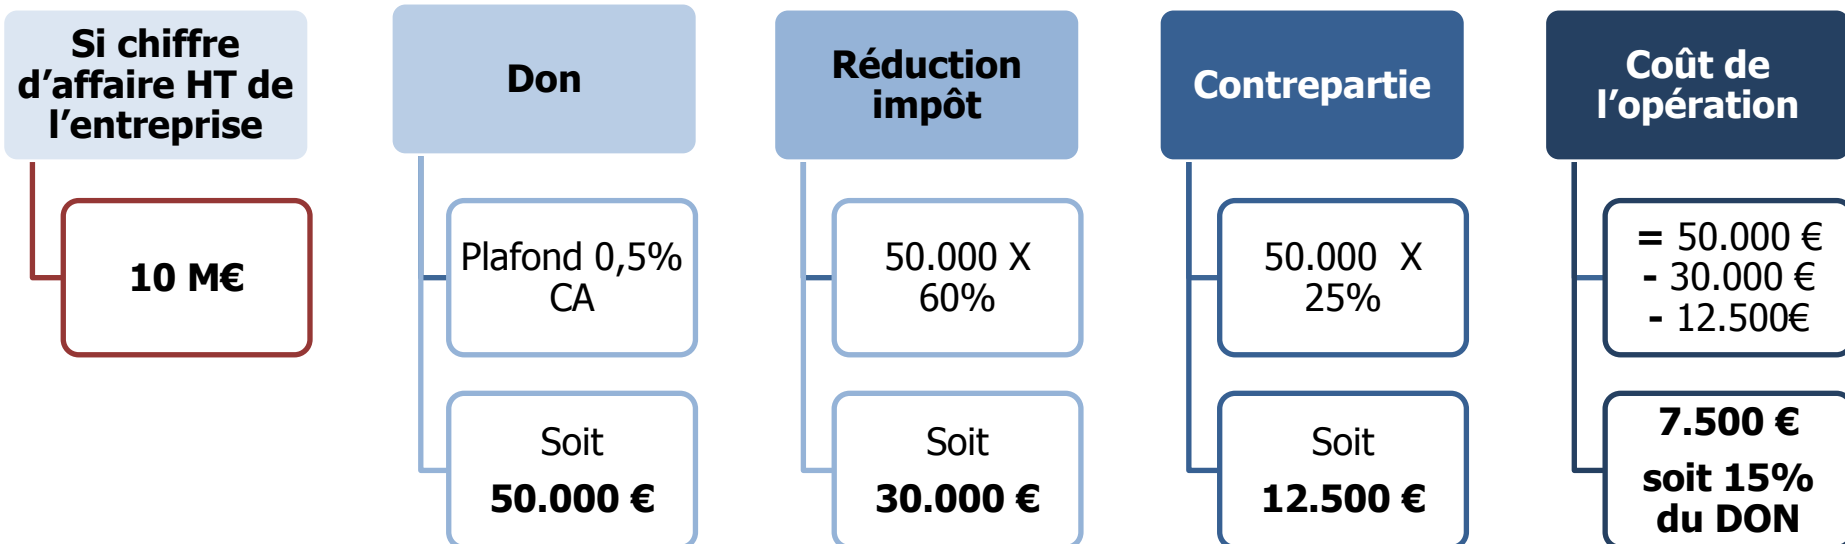 Si chiffre
d’affaire HT de
l’entreprise
10 M€
Don
Plafond 0,5%
CA
Soit
50.000 €
Réduction
impôt
50.000 X
60%
Soit
30.000 €
Contrepartie
50.000  X
25%
Soit
12.500 €
Coût de
l’opération
= 50.000 €
- 30.000 €
- 12.500€
7.500 €
soit 15%
du DON